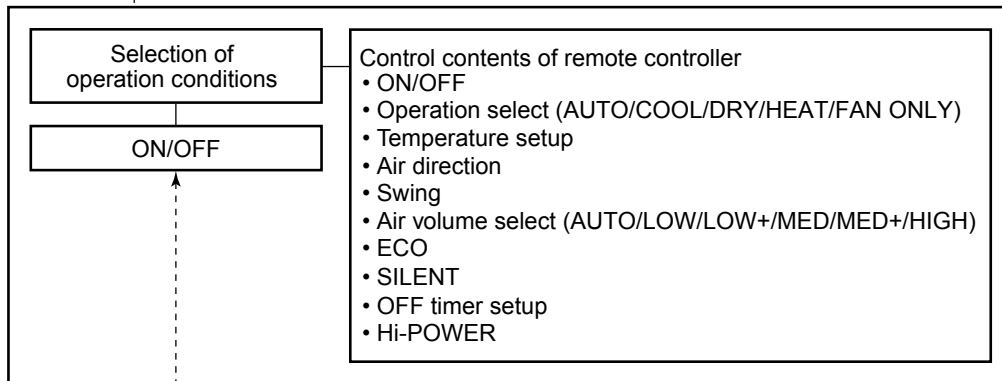 Selection of
operation conditions
ON/OFF
Control contents of remote controller
• ON/OFF
• Operation select (AUTO/COOL/DRY/HEAT/FAN ONLY)
• Temperature setup
• Air direction
• Swing
• Air volume select (AUTO/LOW/LOW+/MED/MED+/HIGH)
• ECO
• SILENT
• OFF timer setup
• Hi-POWER